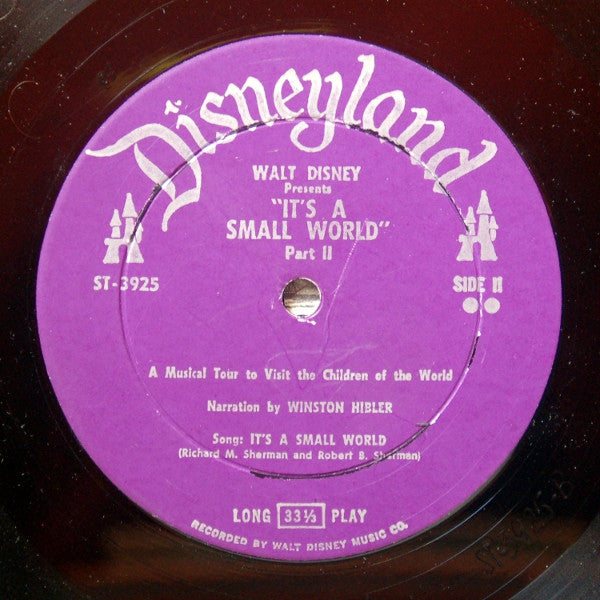 Disneyland
WALT DISNEY
Presents
"IT'S A
SMALL WORLD"
Part II
ST-3925
SIDE II
A Musical Tour to Visit the Children of the World
Narration by WINSTON HIBLER
Song: IT'S A SMALL WORLD
(Richard M. Sherman and Robert B. Sherman)
LONG 33⅓ PLAY
RECORDED BY WALT DISNEY MUSIC CO.